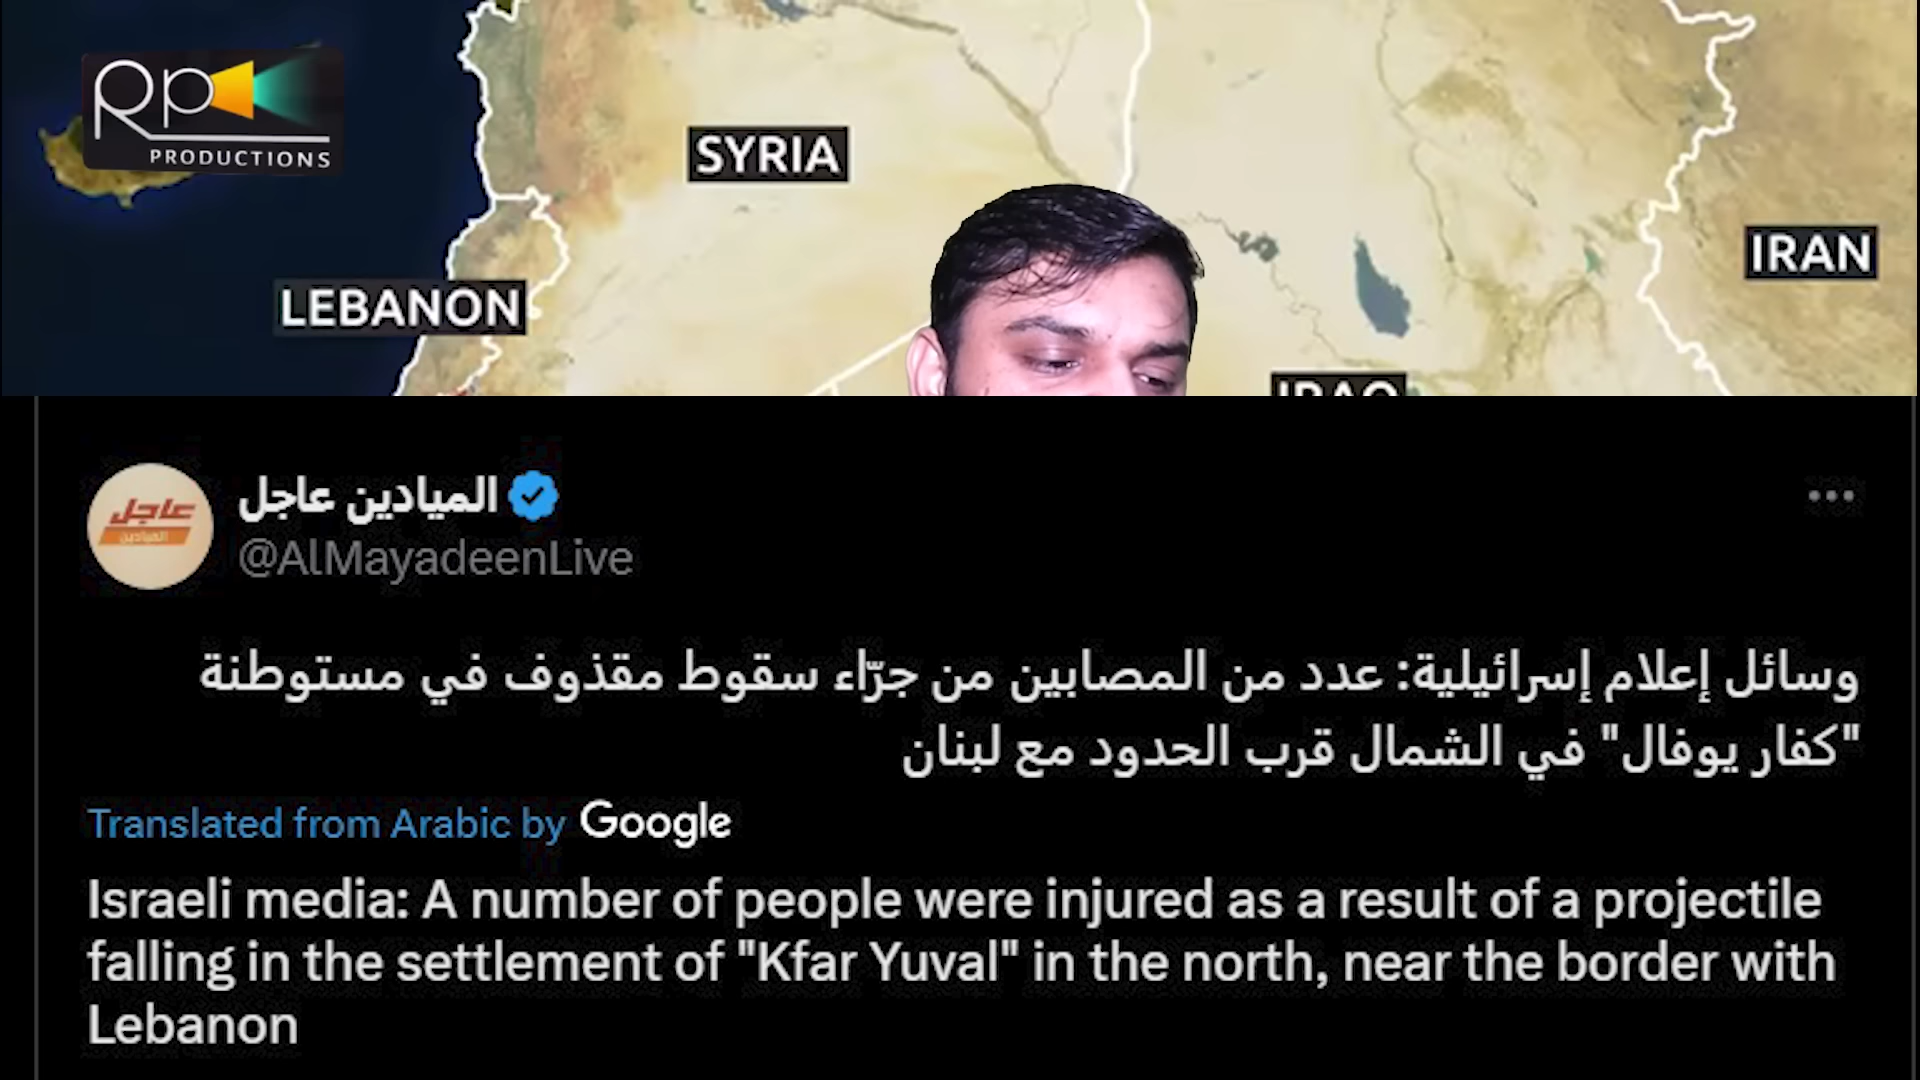 Rp
PRODUCTIONS
SYRIA
IRAN
LEBANON
IRAQ
عاجل
الميادين
الميادين عاجل
@AlMayadeenLive
وسائل إعلام إسرائيلية: عدد من المصابين من جرّاء سقوط مقذوف في مستوطنة
"كفار يوفال" في الشمال قرب الحدود مع لبنان
Translated from Arabic by Google
Israeli media: A number of people were injured as a result of a projectile
falling in the settlement of "Kfar Yuval" in the north, near the border with
Lebanon